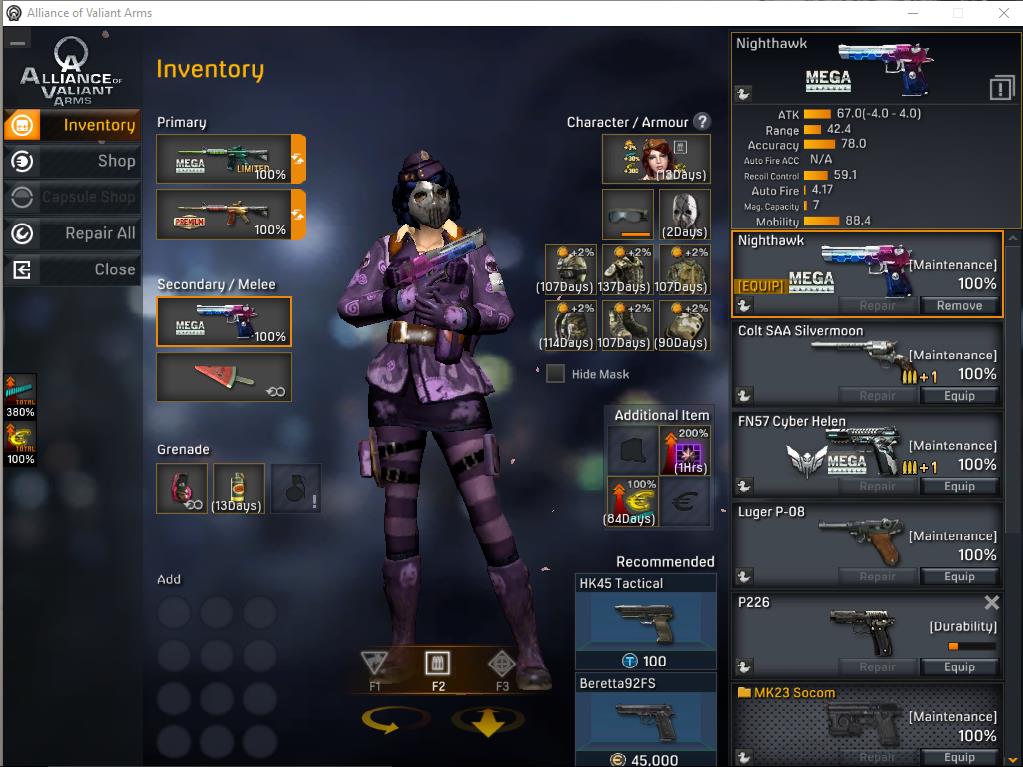 Alliance of Valiant Arms
ALLIANCE OF
VALIANT
ARMS
Inventory
Shop
Capsule Shop
Repair All
Close
TOTAL
380%
TOTAL
100%
Inventory
Primary
MEGA
LIMITED
100%
PREMIUM
100%
Secondary / Melee
MEGA
100%
Grenade
(13Days)
!
Add
Character / Armour ?
(13Days)
(2Days)
+2% +2% +2%
(107Days) 137Days) 107Days)
+2% +2% +2%
(114Days) 107Days) (90Days)
Hide Mask
Additional Item
200%
(1Hrs)
100%
(84Days)
F1 F2 F3
Recommended
HK45 Tactical
T 100
Beretta92FS
€ 45.000
Nighthawk
MEGA
CAPSULE
ATK 67.0(-4.0 - 4.0)
Range 42.4
Accuracy 78.0
Auto Fire ACC N/A
Recoil Control 59.1
Auto Fire 4.17
Mag. Capacity 7
Mobility 88.4
Nighthawk
[Maintenance]
[EQUIP] MEGA 100%
CAPSULE
Repair Remove
Colt SAA Silvermoon
[Maintenance]
+1 100%
Repair Equip
FN57 Cyber Helen
[Maintenance]
MEGA +1 100%
Repair Equip
Luger P-08
[Maintenance]
100%
Repair Equip
P226
[Durability]
Repair Equip
MK23 Socom
[Maintenance]
100%
Repair Equip